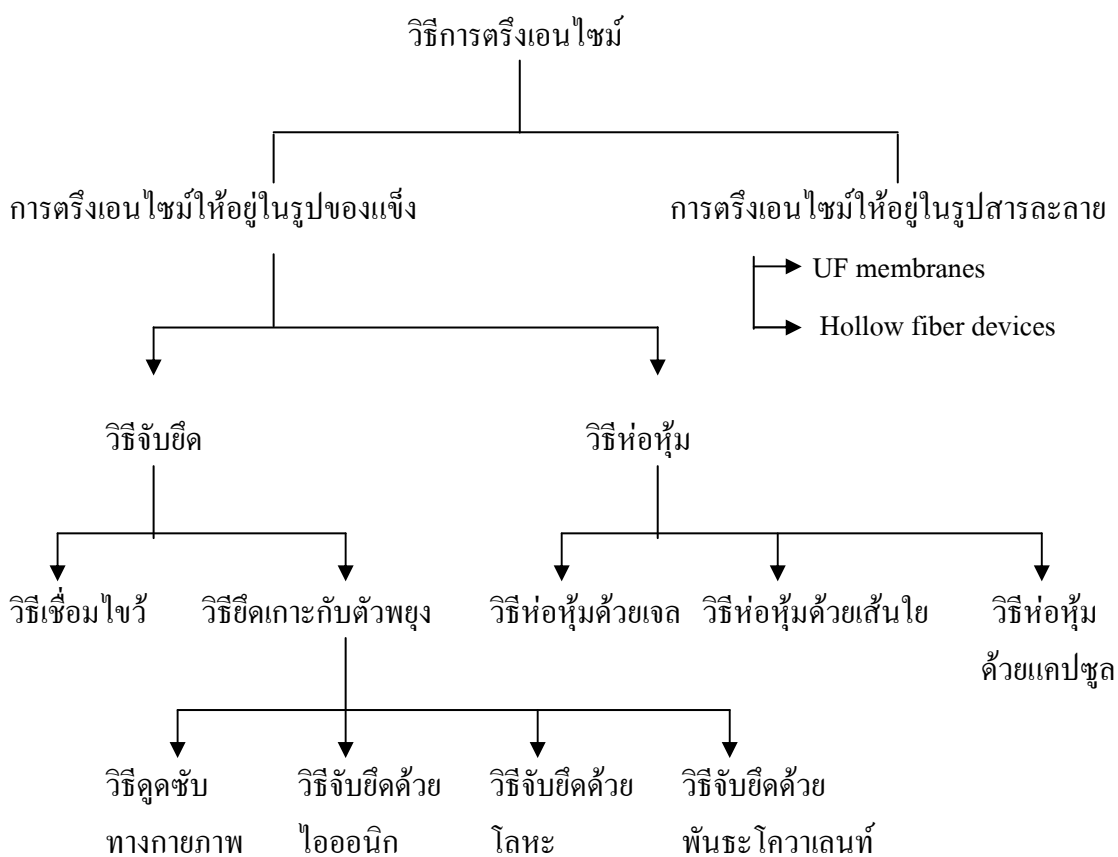 วิธีการตรึงเอนไซม์
การตรึงเอนไซม์ให้อยู่ในรูปของแข็ง
การตรึงเอนไซม์ให้อยู่ในรูปสารละลาย
UF membranes
Hollow fiber devices
วิธีจับยึด
วิธีห่อหุ้ม
วิธีเชื่อมไขว้
วิธียึดเกาะกับตัวพยุง
วิธีห่อหุ้มด้วยเจล
วิธีห่อหุ้มด้วยเส้นใย
วิธีห่อหุ้ม
ด้วยแคปซูล
วิธีดูดซับ
ทางกายภาพ
วิธีจับยึดด้วย
ไอออนิก
วิธีจับยึดด้วย
โลหะ
วิธีจับยึดด้วย
พันธะโควาเลนท์